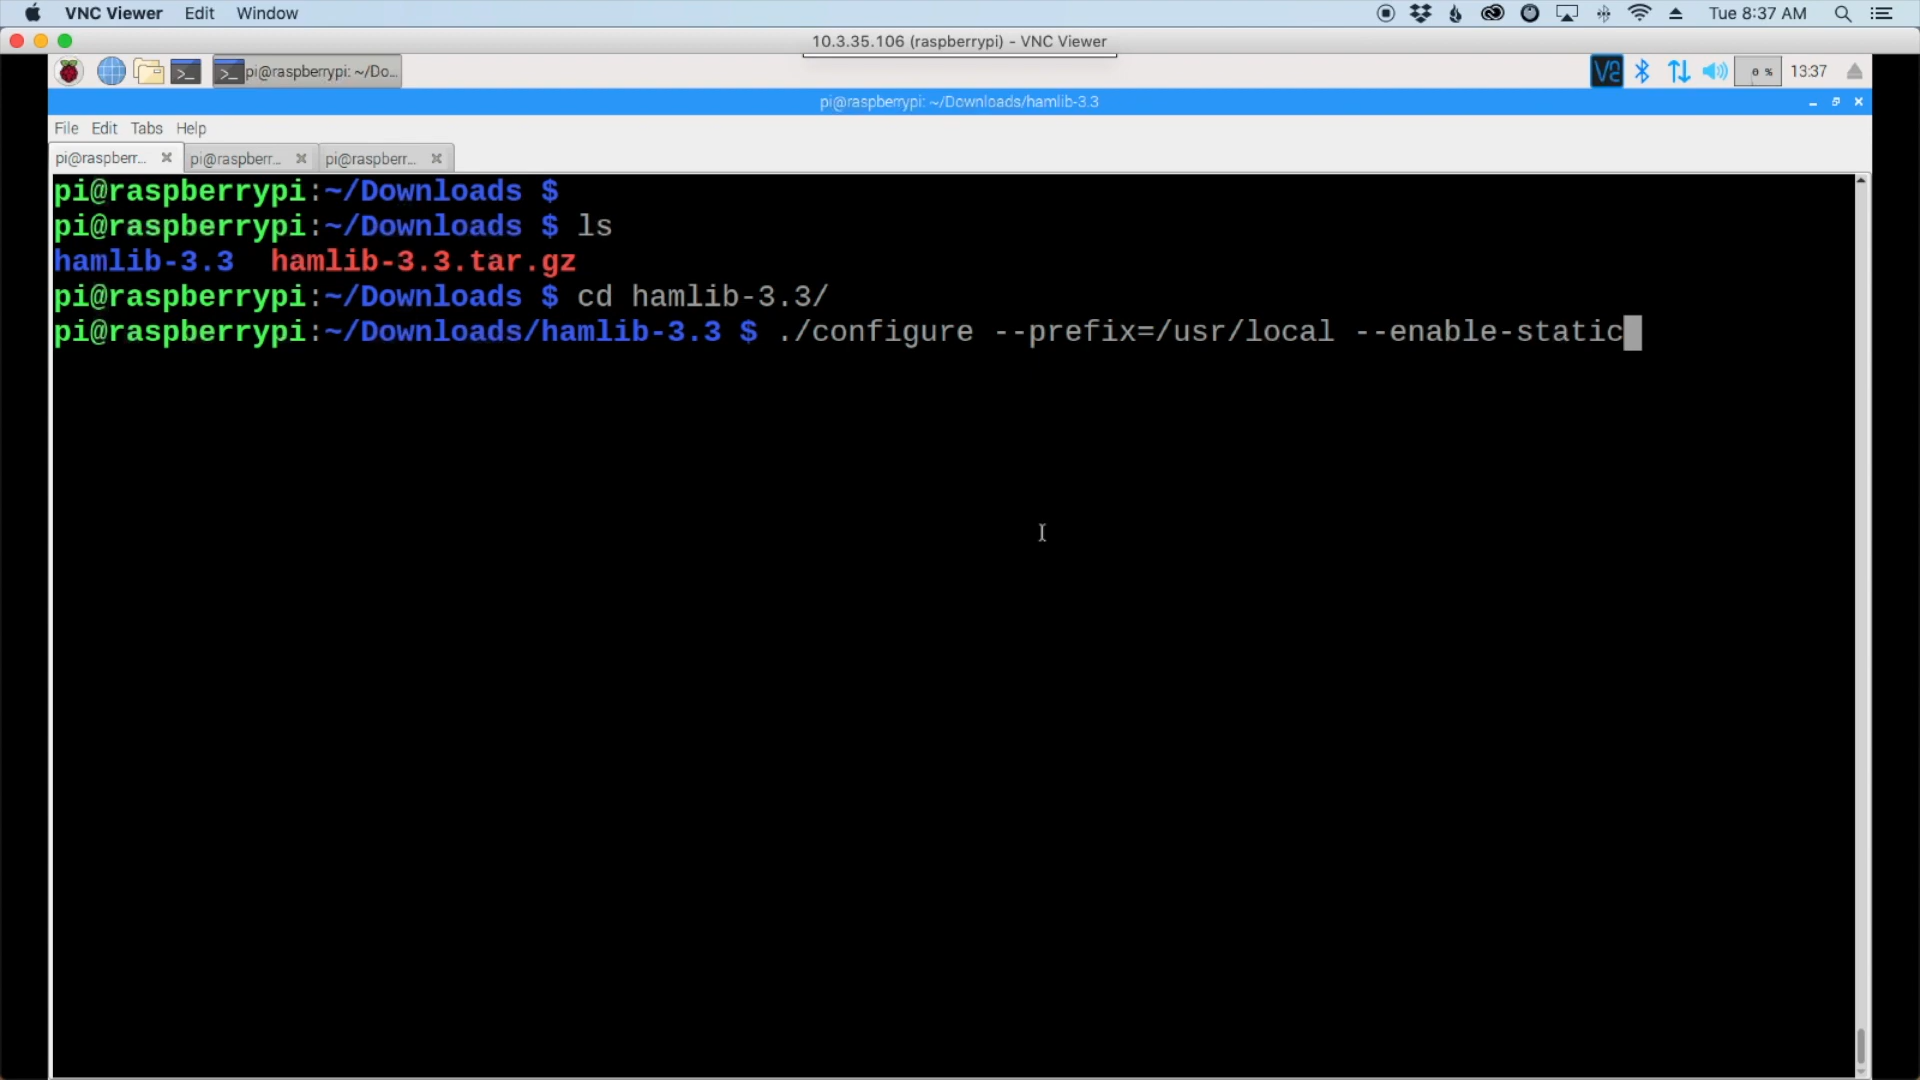 VNC Viewer Edit Window Tue 8:37 AM
10.3.35.106 (raspberrypi) - VNC Viewer
pi@raspberrypi: ~/Do... V2 0 % 13:37
pi@raspberrypi: ~/Downloads/hamlib-3.3
File Edit Tabs Help
pi@raspberr... pi@raspberr... pi@raspberr...
pi@raspberrypi:~/Downloads $
pi@raspberrypi:~/Downloads $ ls
hamlib-3.3 hamlib-3.3.tar.gz
pi@raspberrypi:~/Downloads $ cd hamlib-3.3/
pi@raspberrypi:~/Downloads/hamlib-3.3 $ ./configure --prefix=/usr/local --enable-static